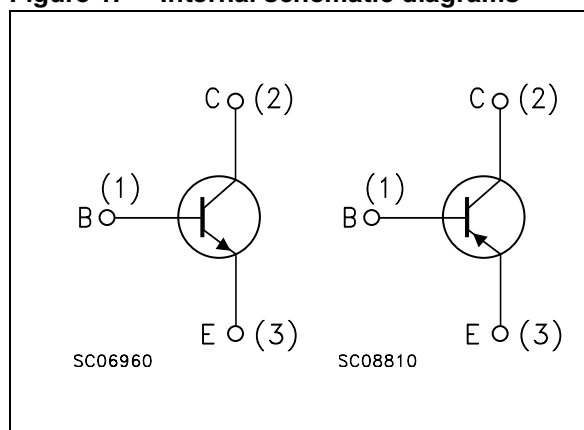 Figure 1. Internal schematic diagrams
C (2) C (2)
(1) (1)
B B
E (3) E (3)
SC06960 SC08810